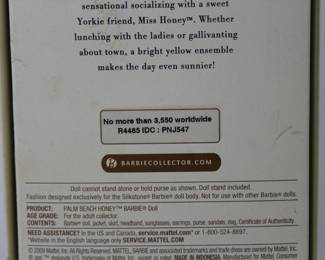 sensational socializing with a sweet
Yorkie friend, Miss Honey™. Whether
lunching with the ladies or gallivanting
about town, a bright yellow ensemble
makes the day even sunnier!
No more than 3,550 worldwide
R4485 IDC : PNJ547
BARBIECOLLECTOR.COM
Doll cannot stand alone or hold purse as shown. Doll stand included.
Fashion designed exclusively for the Silkstone® Barbie® doll body. Not for use with other Barbie® dolls.
PRODUCT: PALM BEACH HONEY™ BARBIE® Doll
AGE GRADE: For the adult collector.
CONTENTS: Barbie® doll, jacket, skirt, headband, sunglasses, earrings, purse, sandals, dog, Certificate of Authenticity.
NEED ASSISTANCE? In the US and Canada, service.mattel.com* or 1-800-524-8697.
*Website in the English language only SERVICE.MATTEL.COM
© 2009 Mattel, Inc. All Rights Reserved. MATTEL, BARBIE and associated trademarks and trade dress are owned by Mattel, Inc.
MADE IN INDONESIA.